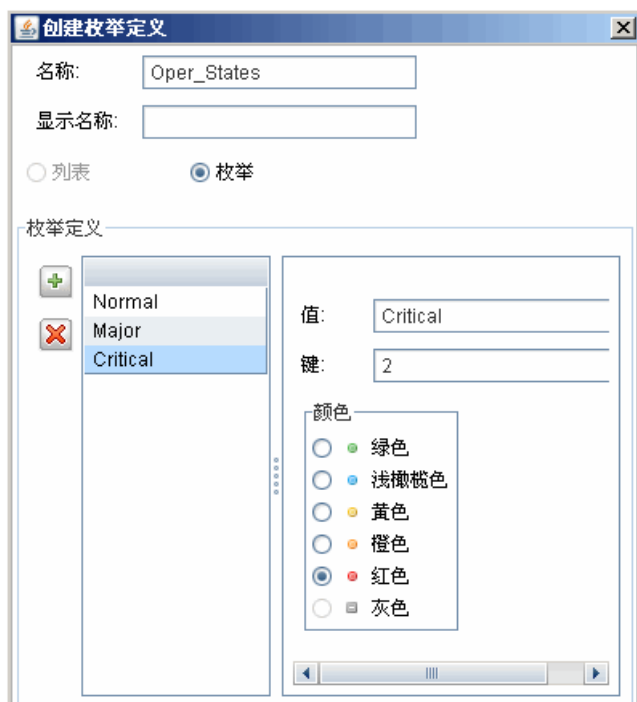 创建枚举定义
名称: Oper_States
显示名称:
列表 枚举
枚举定义
Normal
Major
Critical
值: Critical
键: 2
颜色
绿色
浅橄榄色
黄色
橙色
红色
灰色